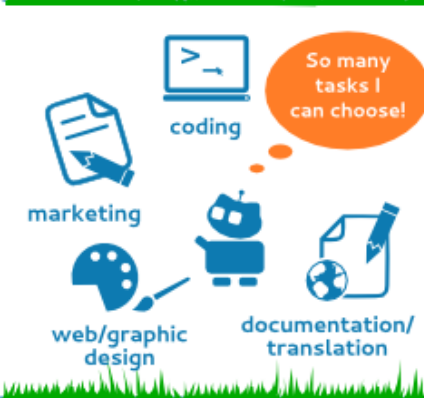 So many
tasks I
can choose!
>_
coding
marketing
web/graphic
design
documentation/
translation